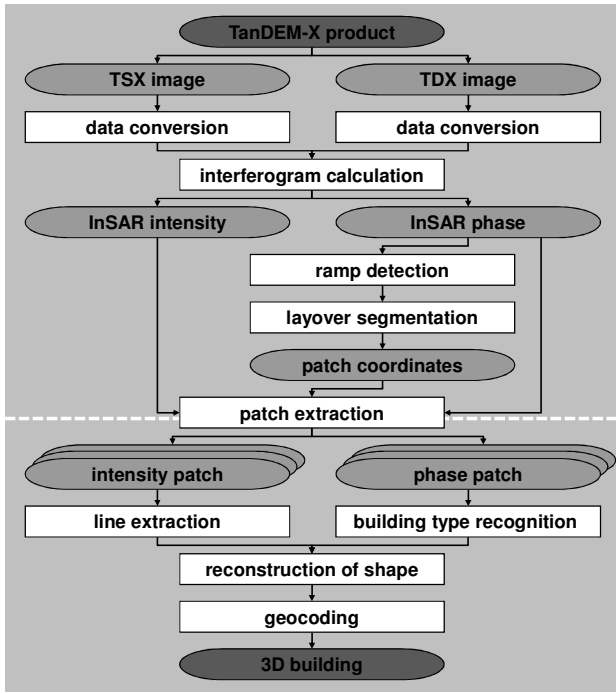 TanDEM-X product
TSX image
TDX image
data conversion
data conversion
interferogram calculation
InSAR intensity
InSAR phase
ramp detection
layover segmentation
patch coordinates
patch extraction
intensity patch
phase patch
line extraction
building type recognition
reconstruction of shape
geocoding
3D building